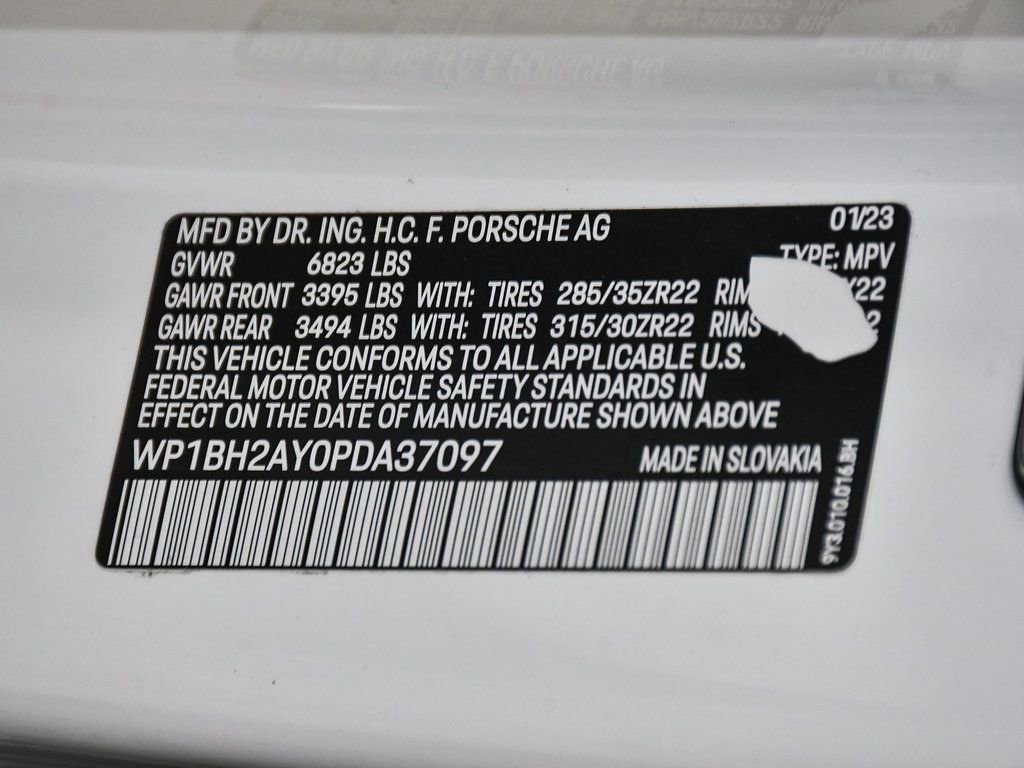 MFD BY DR. ING. H.C. F. PORSCHE AG 01/23
GVWR 6823 LBS TYPE: MPV
GAWR FRONT 3395 LBS WITH: TIRES 285/35ZR22
GAWR REAR 3494 LBS WITH: TIRES 315/30ZR22 RIMS
THIS VEHICLE CONFORMS TO ALL APPLICABLE U.S.
FEDERAL MOTOR VEHICLE SAFETY STANDARDS IN
EFFECT ON THE DATE OF MANUFACTURE SHOWN ABOVE
WP1BH2AY0PDA37097 MADE IN SLOVAKIA
9Y3.010.016.BH